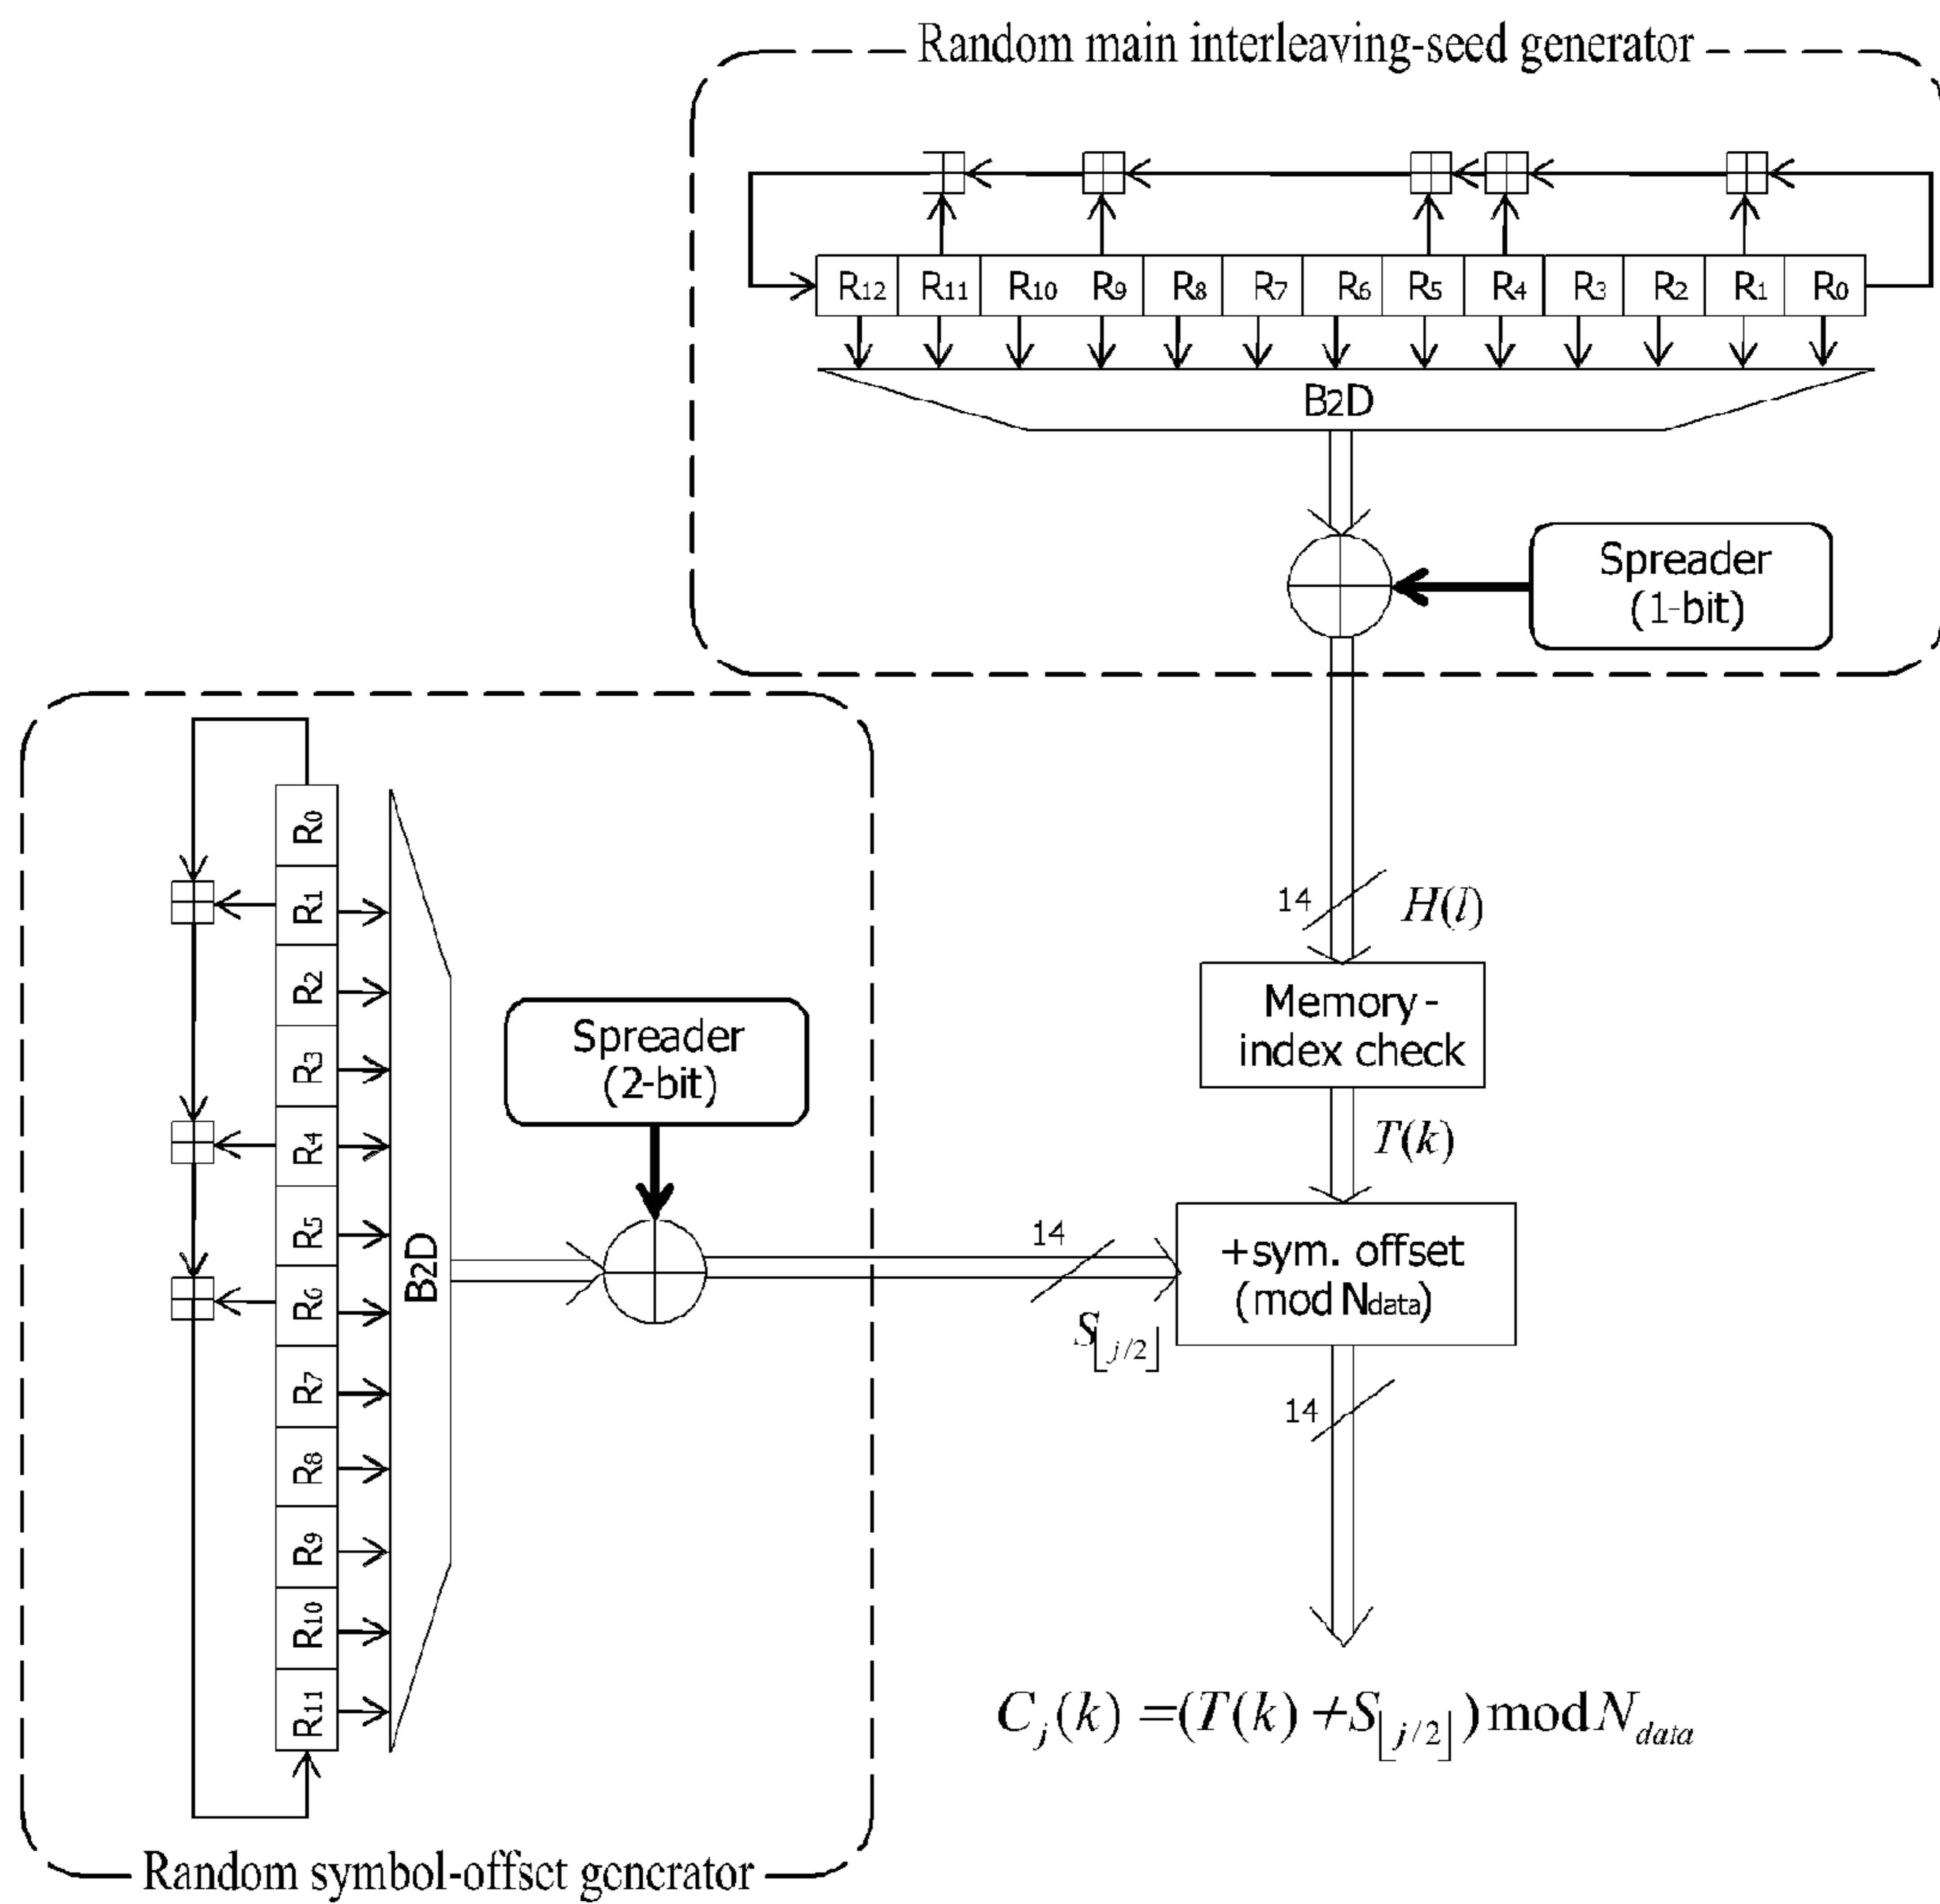 Random main interleaving-seed generator
R12 R11 R10 R9 R8 R7 R6 R5 R4 R3 R2 R1 R0
B2D
Spreader
(1-bit)
14 H(l)
Memory-
index check
T(k)
+sym. offset
(mod Ndata)
14
S⌊j/2⌋
14
C_j(k) =(T(k) +S⌊j/2⌋) mod N_data
R0
R1
R2
R3
R4
R5
R6
R7
R8
R9
R10
R11
B2D
Spreader
(2-bit)
Random symbol-offset generator